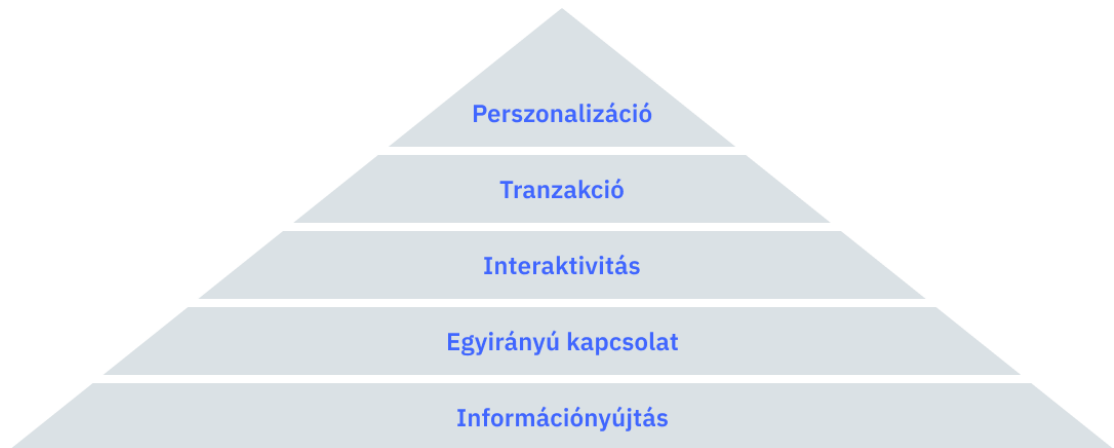 Perszonalizáció
Tranzakció
Interaktivitás
Egyirányú kapcsolat
Információnyújtás